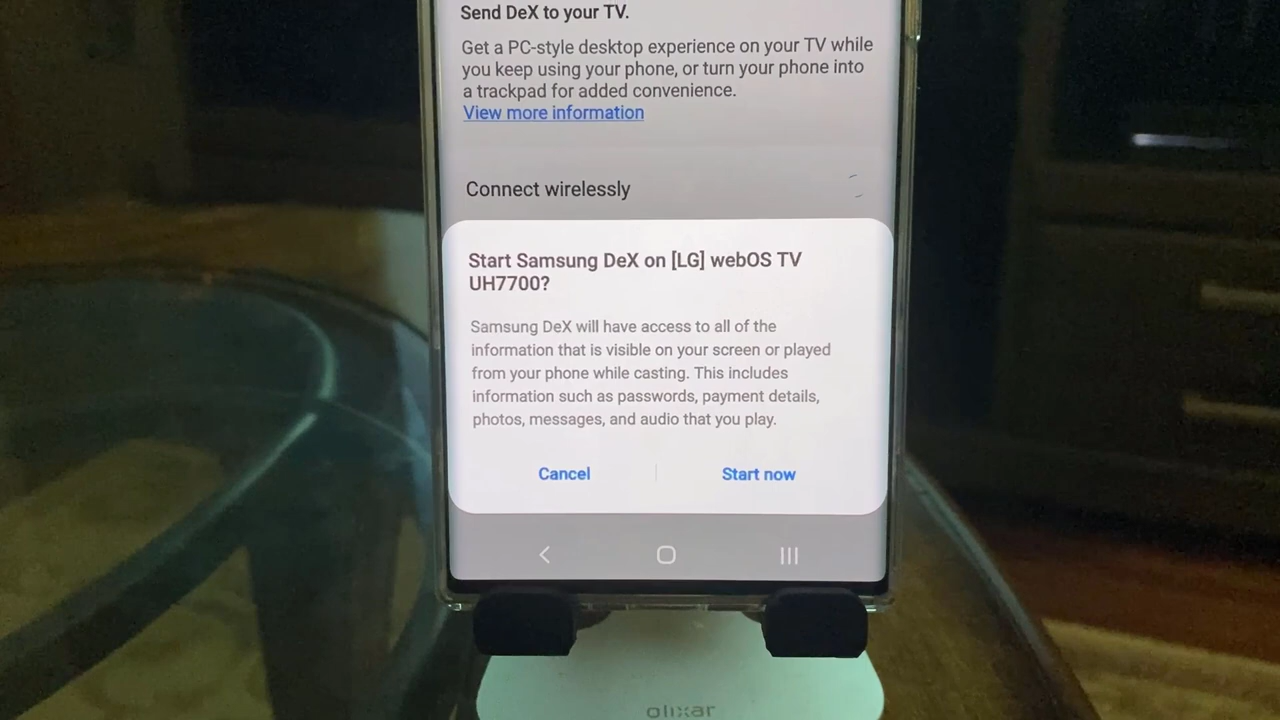 Send DeX to your TV.
Get a PC-style desktop experience on your TV while
you keep using your phone, or turn your phone into
a trackpad for added convenience.
View more information
Connect wirelessly
Start Samsung DeX on [LG] webOS TV
UH7700?
Samsung DeX will have access to all of the
information that is visible on your screen or played
from your phone while casting. This includes
information such as passwords, payment details,
photos, messages, and audio that you play.
Cancel
Start now
olixar